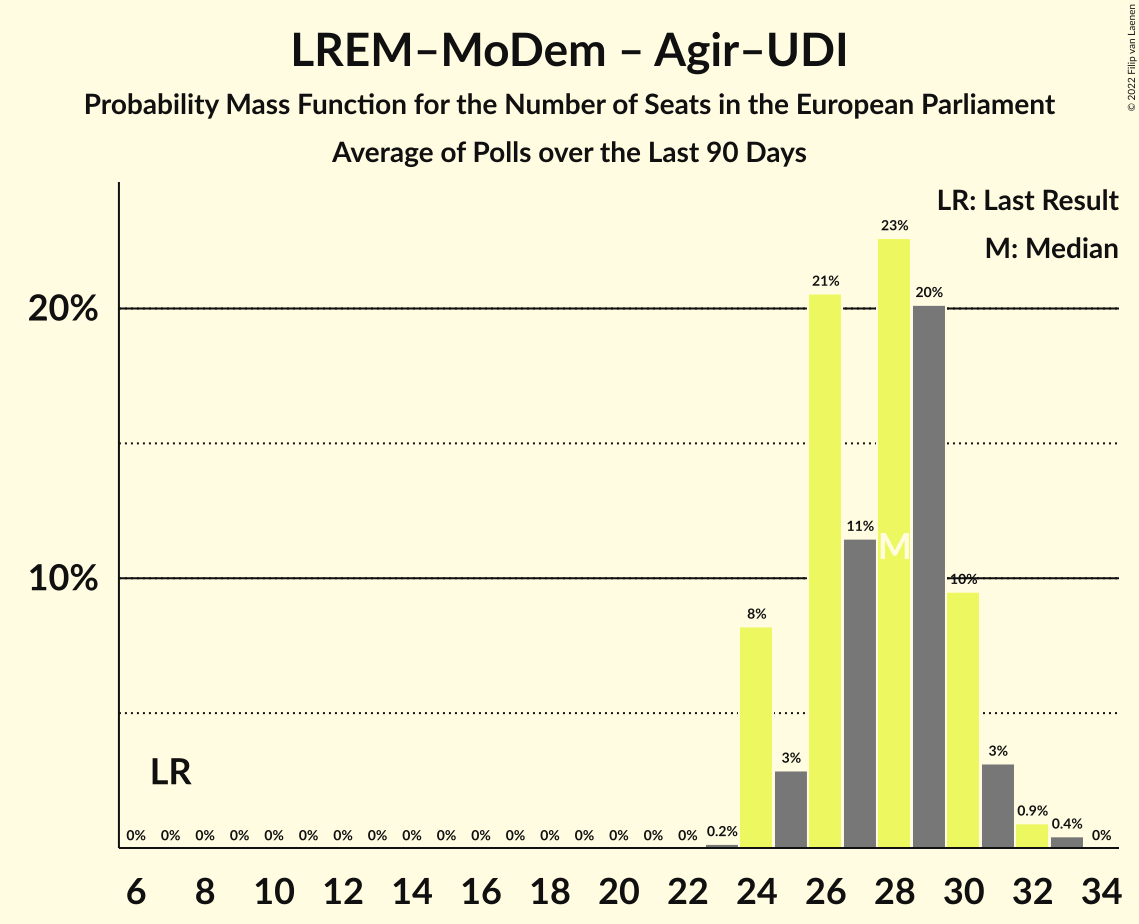 LREM–MoDem – Agir–UDI
Probability Mass Function for the Number of Seats in the European Parliament
Average of Polls over the Last 90 Days
© 2022 Filip van Laenen
LR: Last Result
M: Median
20%
10%
LR
M
0% 0% 0% 0% 0% 0% 0% 0% 0% 0% 0% 0% 0% 0% 0% 0% 0% 0.2% 8% 3% 21% 11% 23% 20% 10% 3% 0.9% 0.4% 0%
6 8 10 12 14 16 18 20 22 24 26 28 30 32 34